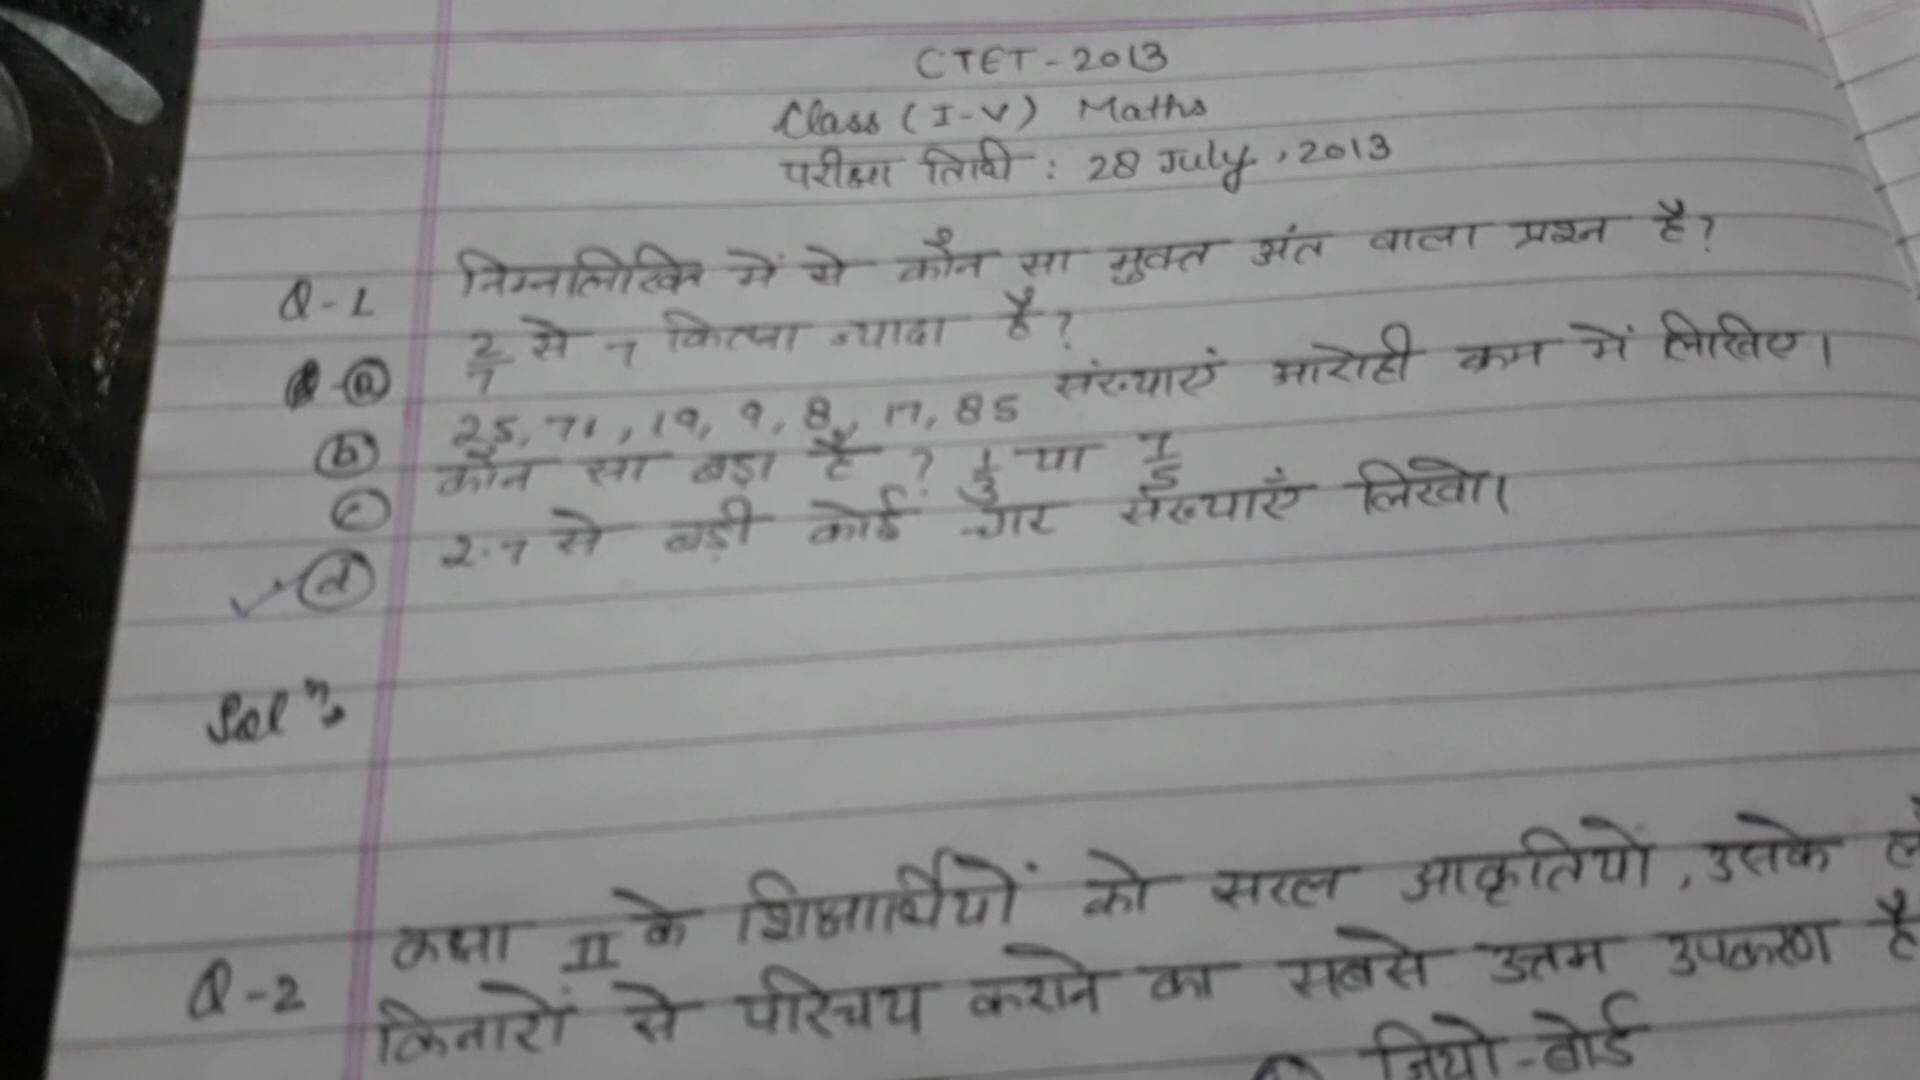 CTET - 2013
Class (I-V) Maths
परीक्षा तिथी : 28 July, 2013
Q-1 निम्नलिखित में से कौन सा मुक्त अंत वाला प्रश्न है?
(a) 2/7 से 7 कितना ज्यादा है?
(b) 25, 71, 19, 9, 8, 17, 85 संख्याएं आरोही क्रम में लिखिए।
(c) कौन सा बड़ा है ? 1/3 या 7/5
(d) 2.7 से बड़ी कोई चार संख्याएँ लिखो।
Solⁿ
Q-2 कक्षा II के शिक्षार्थियों को सरल आकृतियों, उसके
किनारों से परिचय कराने का सबसे उत्तम उपकरण है
जियो-बोर्ड